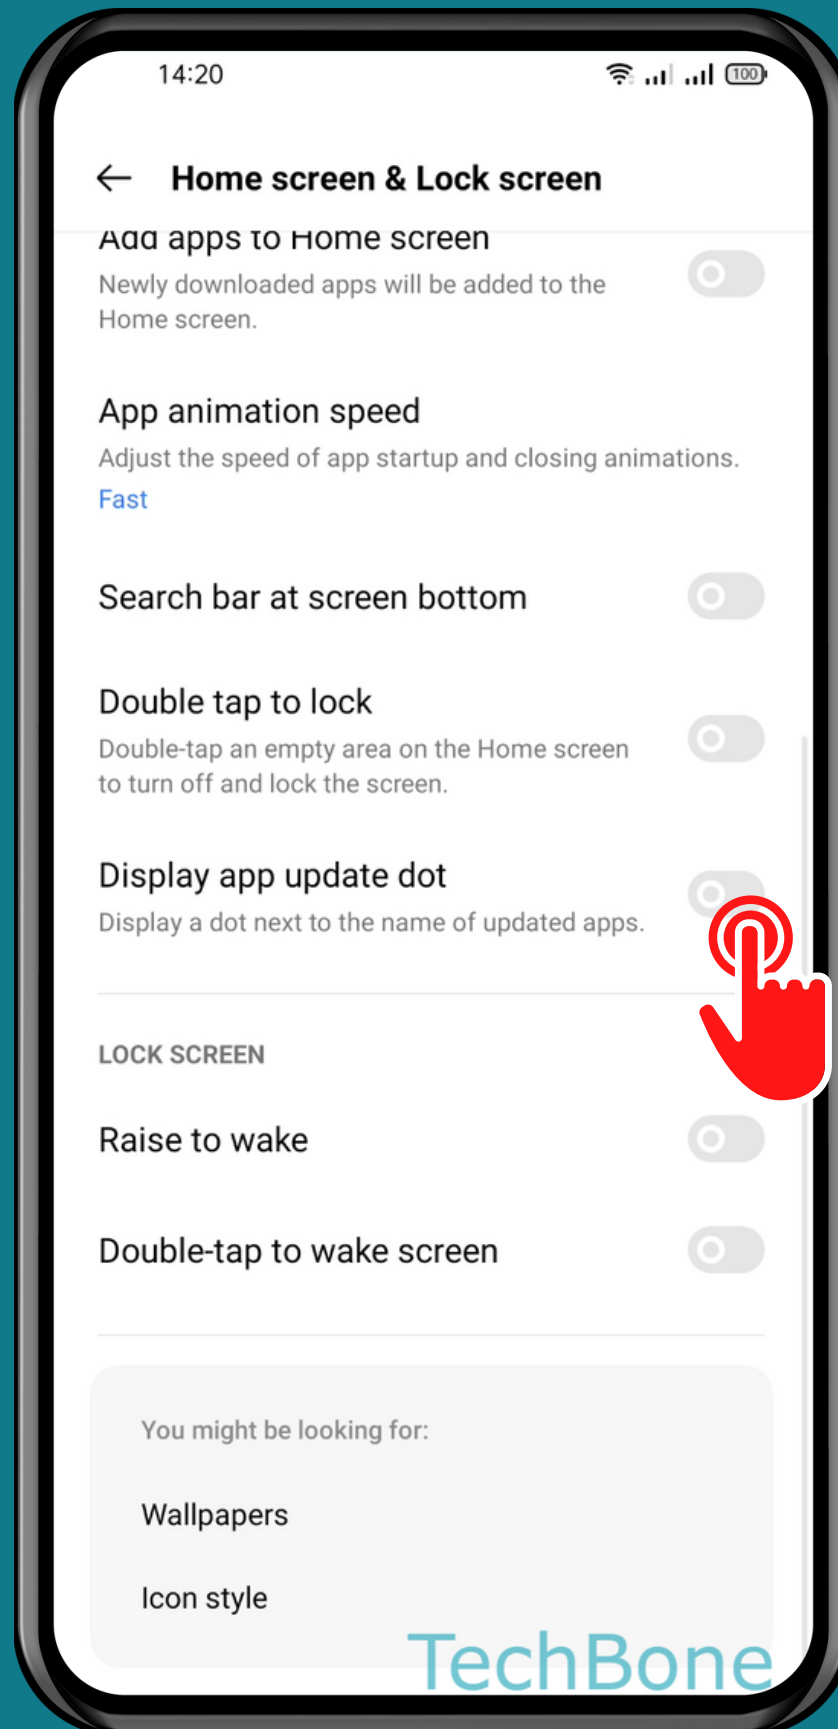 14:20
100
Home screen & Lock screen
Add apps to Home screen
Newly downloaded apps will be added to the
Home screen.
App animation speed
Adjust the speed of app startup and closing animations.
Fast
Search bar at screen bottom
Double tap to lock
Double-tap an empty area on the Home screen
to turn off and lock the screen.
Display app update dot
Display a dot next to the name of updated apps.
LOCK SCREEN
Raise to wake
Double-tap to wake screen
You might be looking for:
Wallpapers
Icon style
TechBone